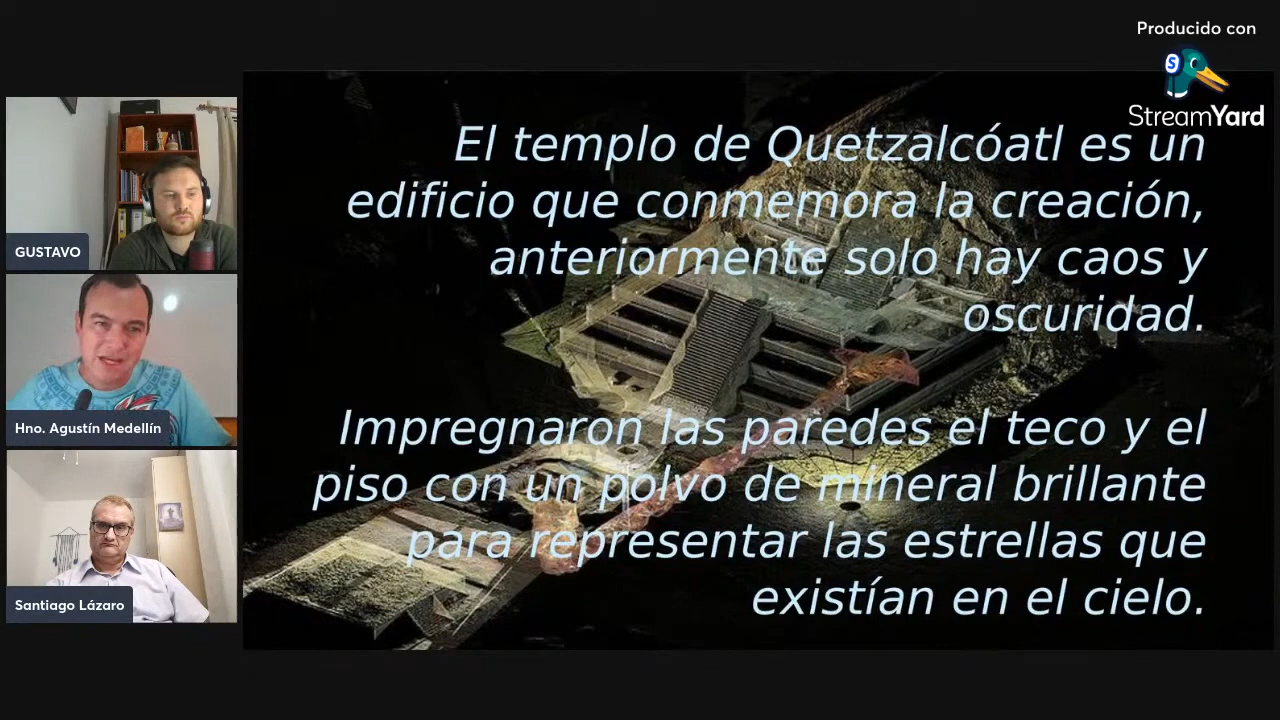 Producido con
S
StreamYard
El templo de Quetzalcóatl es un
edificio que conmemora la creación,
anteriormente solo hay caos y
oscuridad.
Impregnaron las paredes el teco y el
piso con un polvo de mineral brillante
para representar las estrellas que
existían en el cielo.
GUSTAVO
Hno. Agustín Medellín
Santiago Lázaro